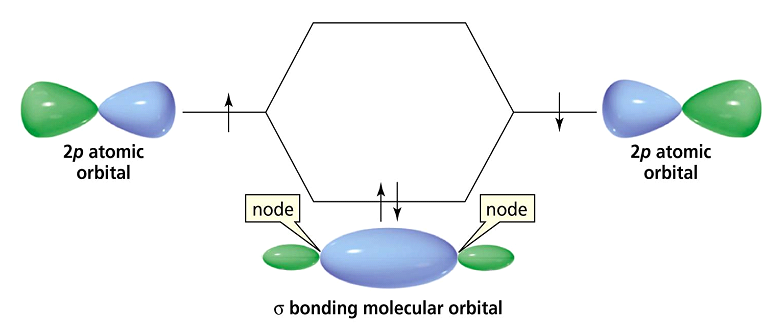 2p atomic
orbital
2p atomic
orbital
node
node
σ bonding molecular orbital